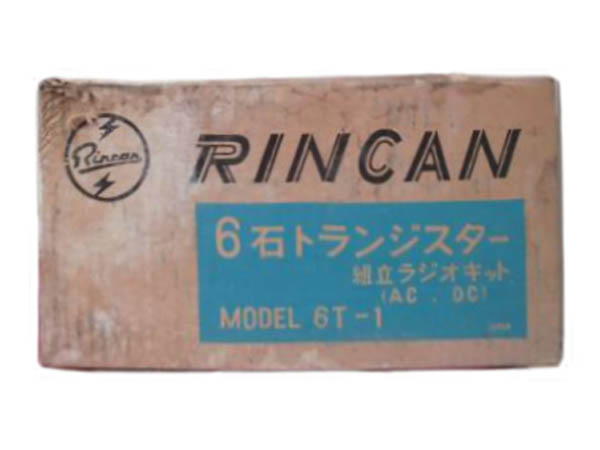 Rincan
RINCAN
6石トランジスター
組立ラジオキット
(AC . DC)
MODEL 6T-1